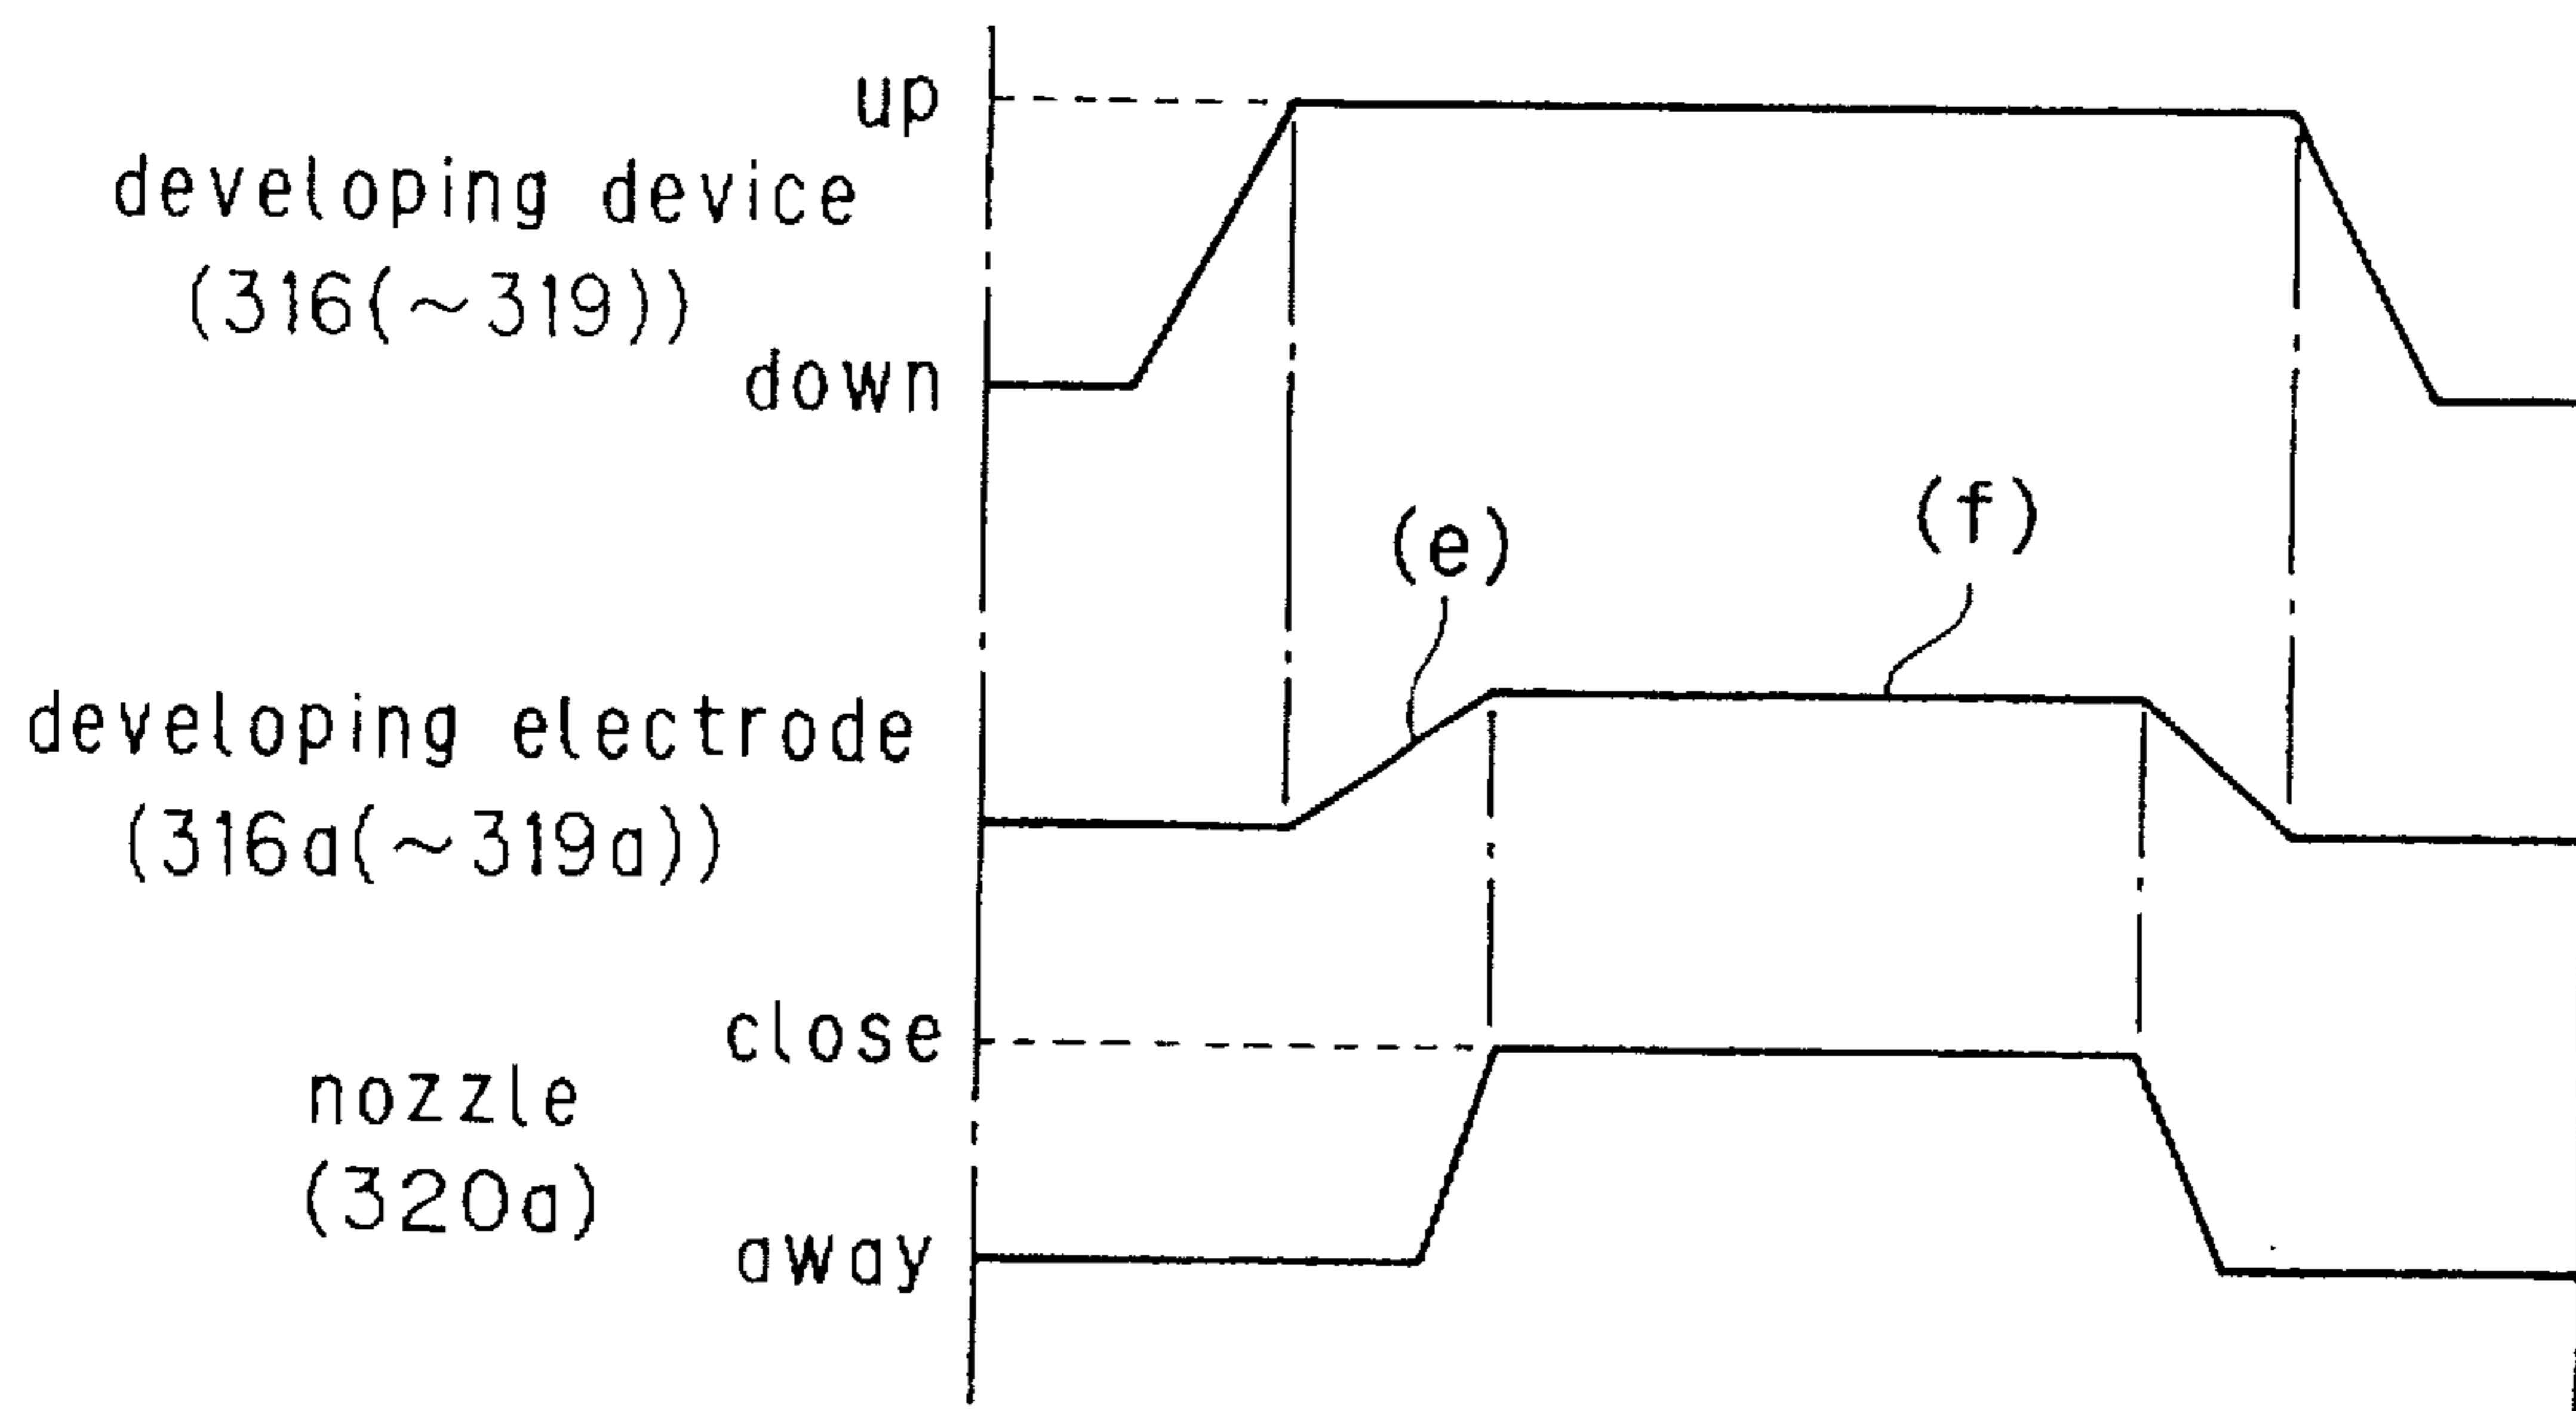 up
developing device
(316(~319))
down
(e)
(f)
developing electrode
(316a(~319a))
close
nozzle
(320a)
away